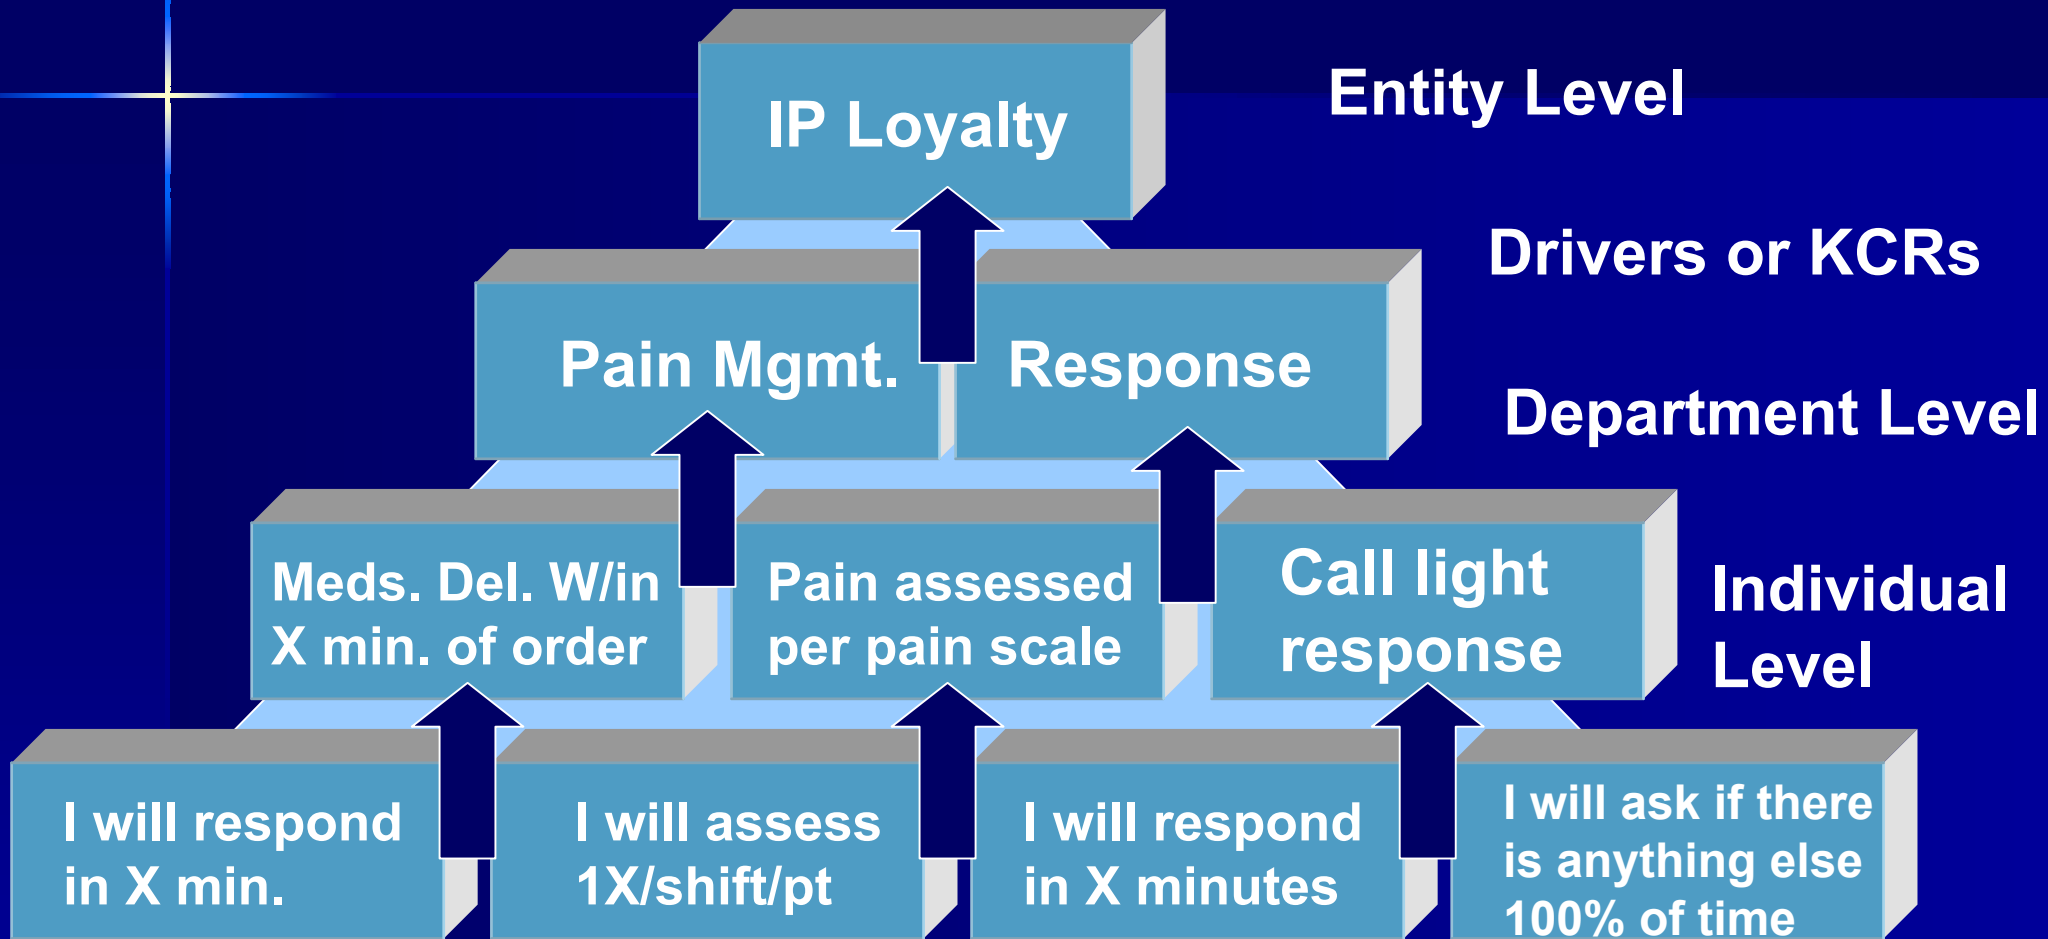 IP Loyalty
Entity Level
Drivers or KCRs
Pain Mgmt.
Response
Department Level
Meds. Del. W/in
X min. of order
Pain assessed
per pain scale
Call light
response
Individual
Level
I will respond
in X min.
I will assess
1X/shift/pt
I will respond
in X minutes
I will ask if there
is anything else
100% of time